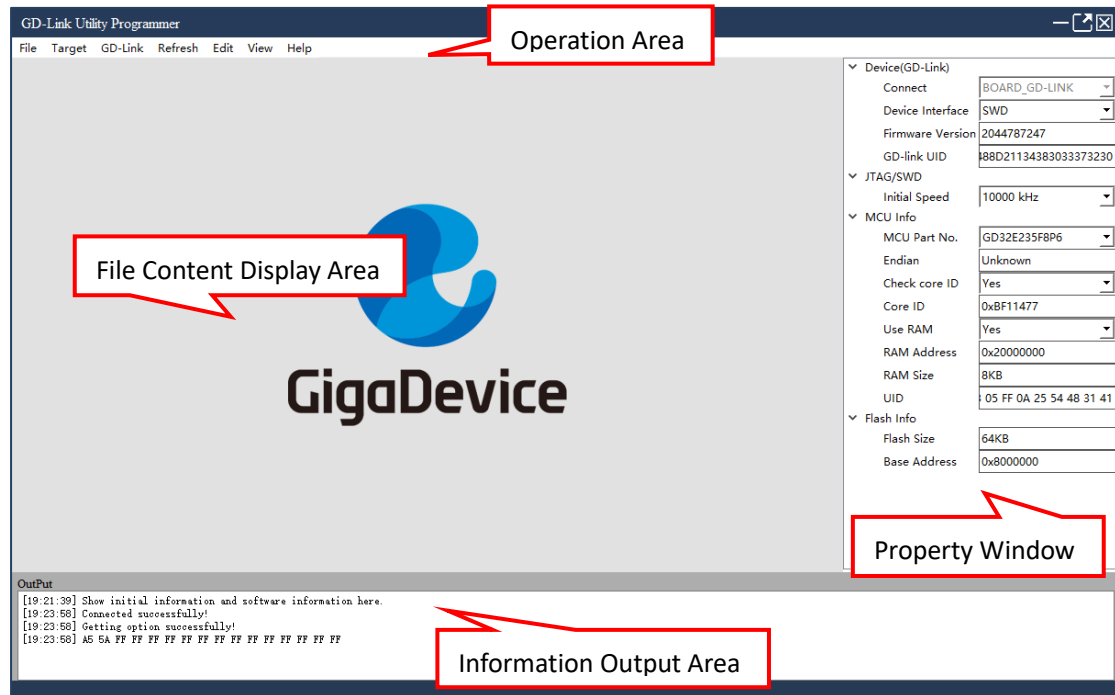 GD-Link Utility Programmer
File Target GD-Link Refresh Edit View Help
Operation Area
File Content Display Area
GigaDevice
Device(GD-Link)
Connect BOARD_GD-LINK
Device Interface SWD
Firmware Version 2044787247
GD-link UID 488D21134383033373230
JTAG/SWD
Initial Speed 10000 kHz
MCU Info
MCU Part No. GD32E235F8P6
Endian Unknown
Check core ID Yes
Core ID 0xBF11477
Use RAM Yes
RAM Address 0x20000000
RAM Size 8KB
UID 05 FF 0A 25 54 48 31 41
Flash Info
Flash Size 64KB
Base Address 0x8000000
Property Window
OutPut
[19:21:39] Show initial information and software information here.
[19:23:58] Connected successfully!
[19:23:58] Getting option successfully!
[19:23:58] A5 5A FF FF FF FF FF FF FF FF FF FF FF FF FF FF
Information Output Area